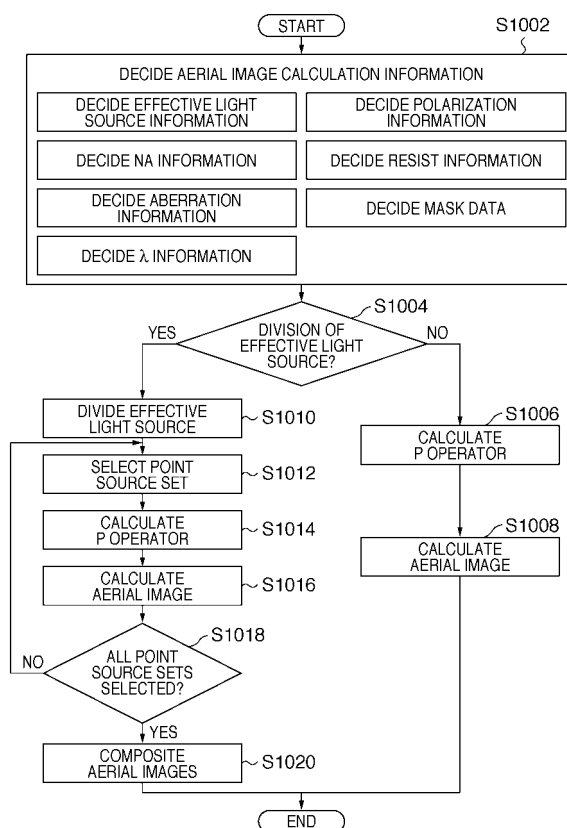 START
S1002
DECIDE AERIAL IMAGE CALCULATION INFORMATION
DECIDE EFFECTIVE LIGHT
SOURCE INFORMATION
DECIDE POLARIZATION
INFORMATION
DECIDE NA INFORMATION
DECIDE RESIST INFORMATION
DECIDE ABERRATION
INFORMATION
DECIDE MASK DATA
DECIDE λ INFORMATION
S1004
YES
DIVISION OF
EFFECTIVE LIGHT
SOURCE?
NO
DIVIDE EFFECTIVE
LIGHT SOURCE
S1010
SELECT POINT
SOURCE SET
S1012
CALCULATE
P OPERATOR
S1014
CALCULATE
AERIAL IMAGE
S1016
S1018
NO
ALL POINT
SOURCE SETS
SELECTED?
YES
COMPOSITE
AERIAL IMAGES
S1020
S1006
CALCULATE
P OPERATOR
S1008
CALCULATE
AERIAL IMAGE
END